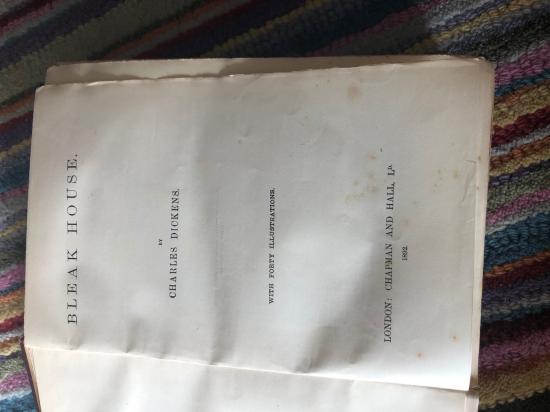 BLEAK HOUSE.
BY
CHARLES DICKENS.
WITH FORTY ILLUSTRATIONS.
LONDON: CHAPMAN AND HALL, LD.
1892.